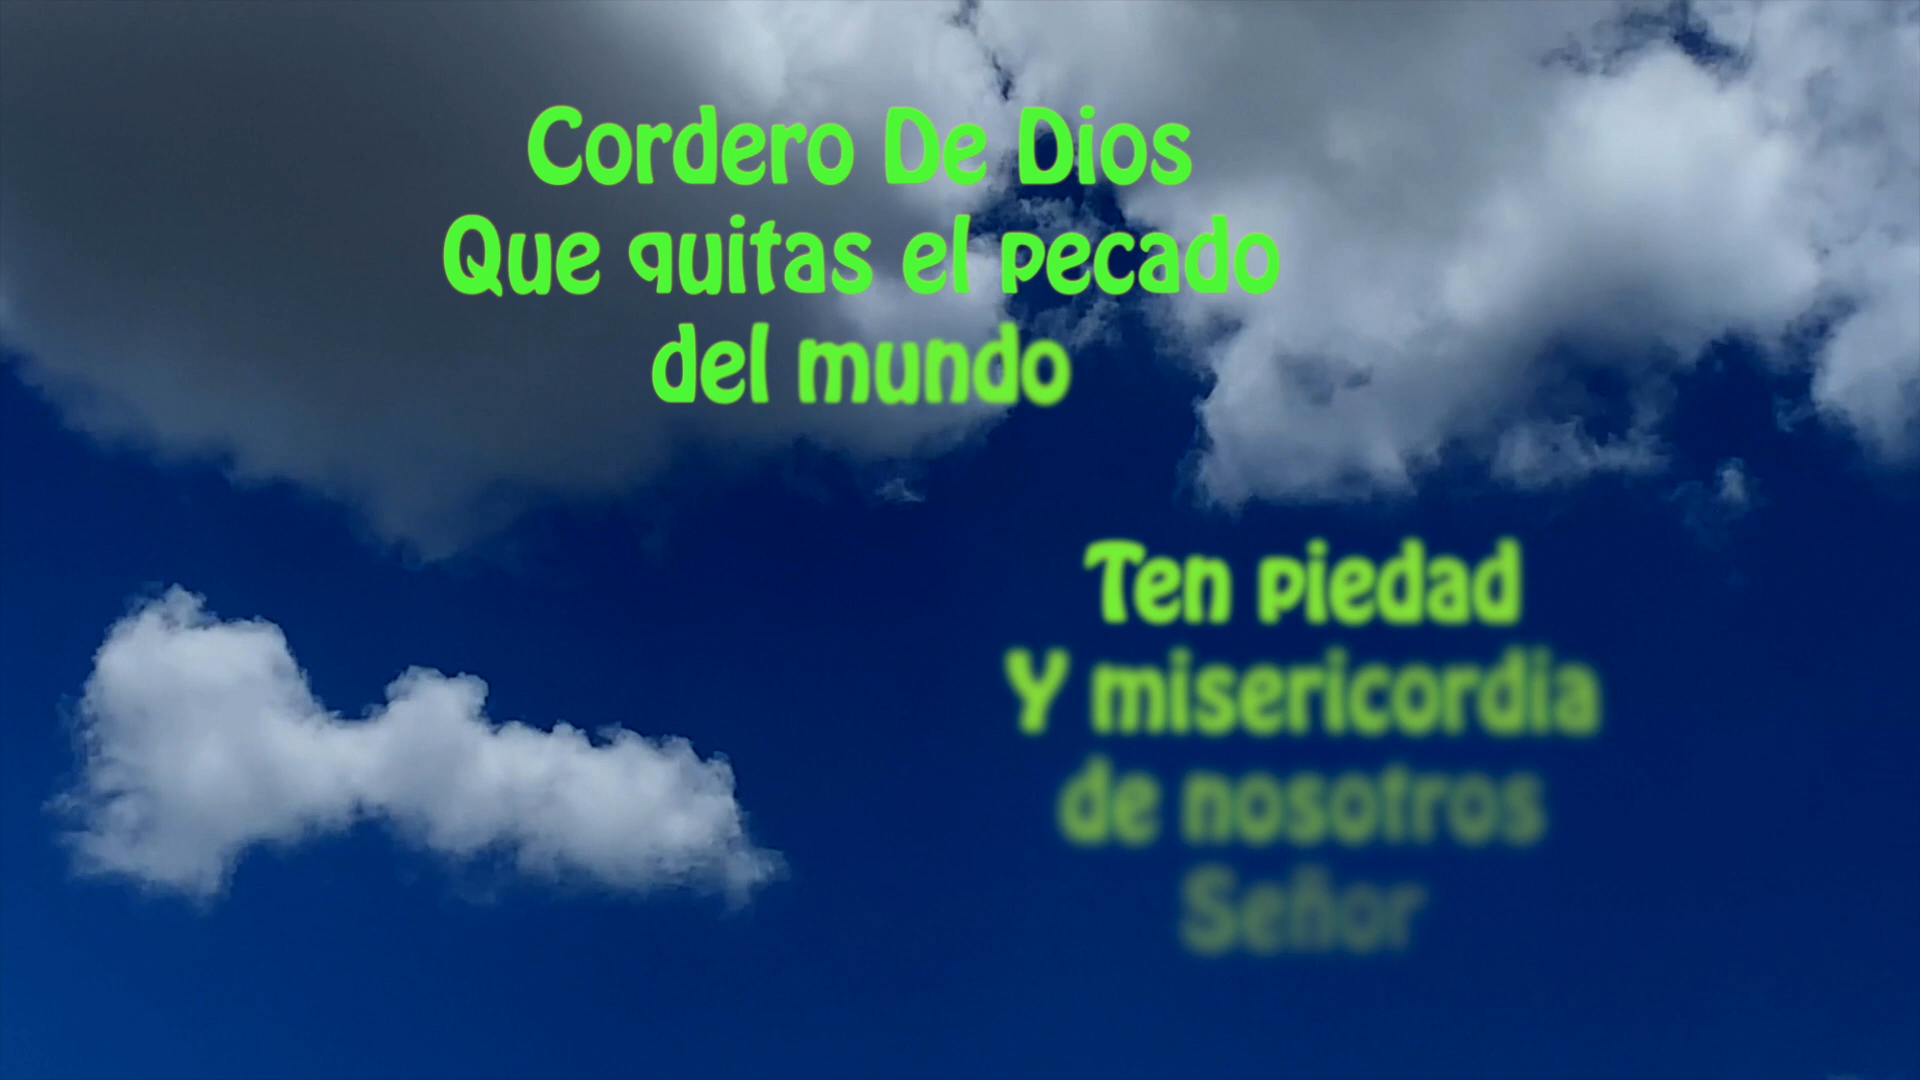 Cordero De Dios
Que quitas el pecado
del mundo
Ten piedad
Y misericordia
de nosotros
Señor